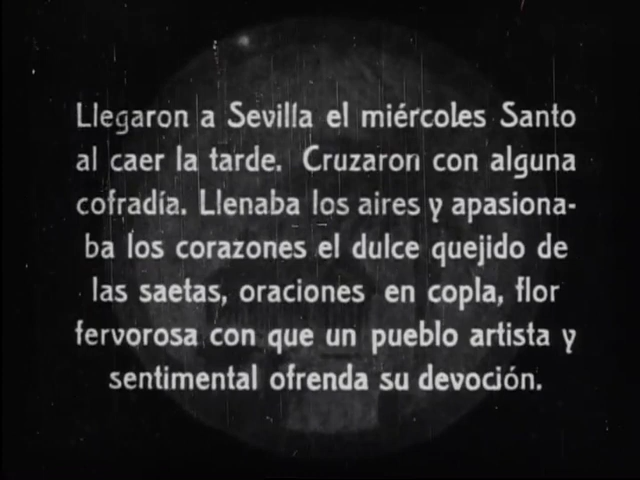 Llegaron a Sevilla el miércoles Santo
al caer la tarde. Cruzaron con alguna
cofradía. Llenaba los aires y apasiona-
ba los corazones el dulce quejido de
las saetas, oraciones en copla, flor
fervorosa con que un pueblo artista y
sentimental ofrenda su devoción.